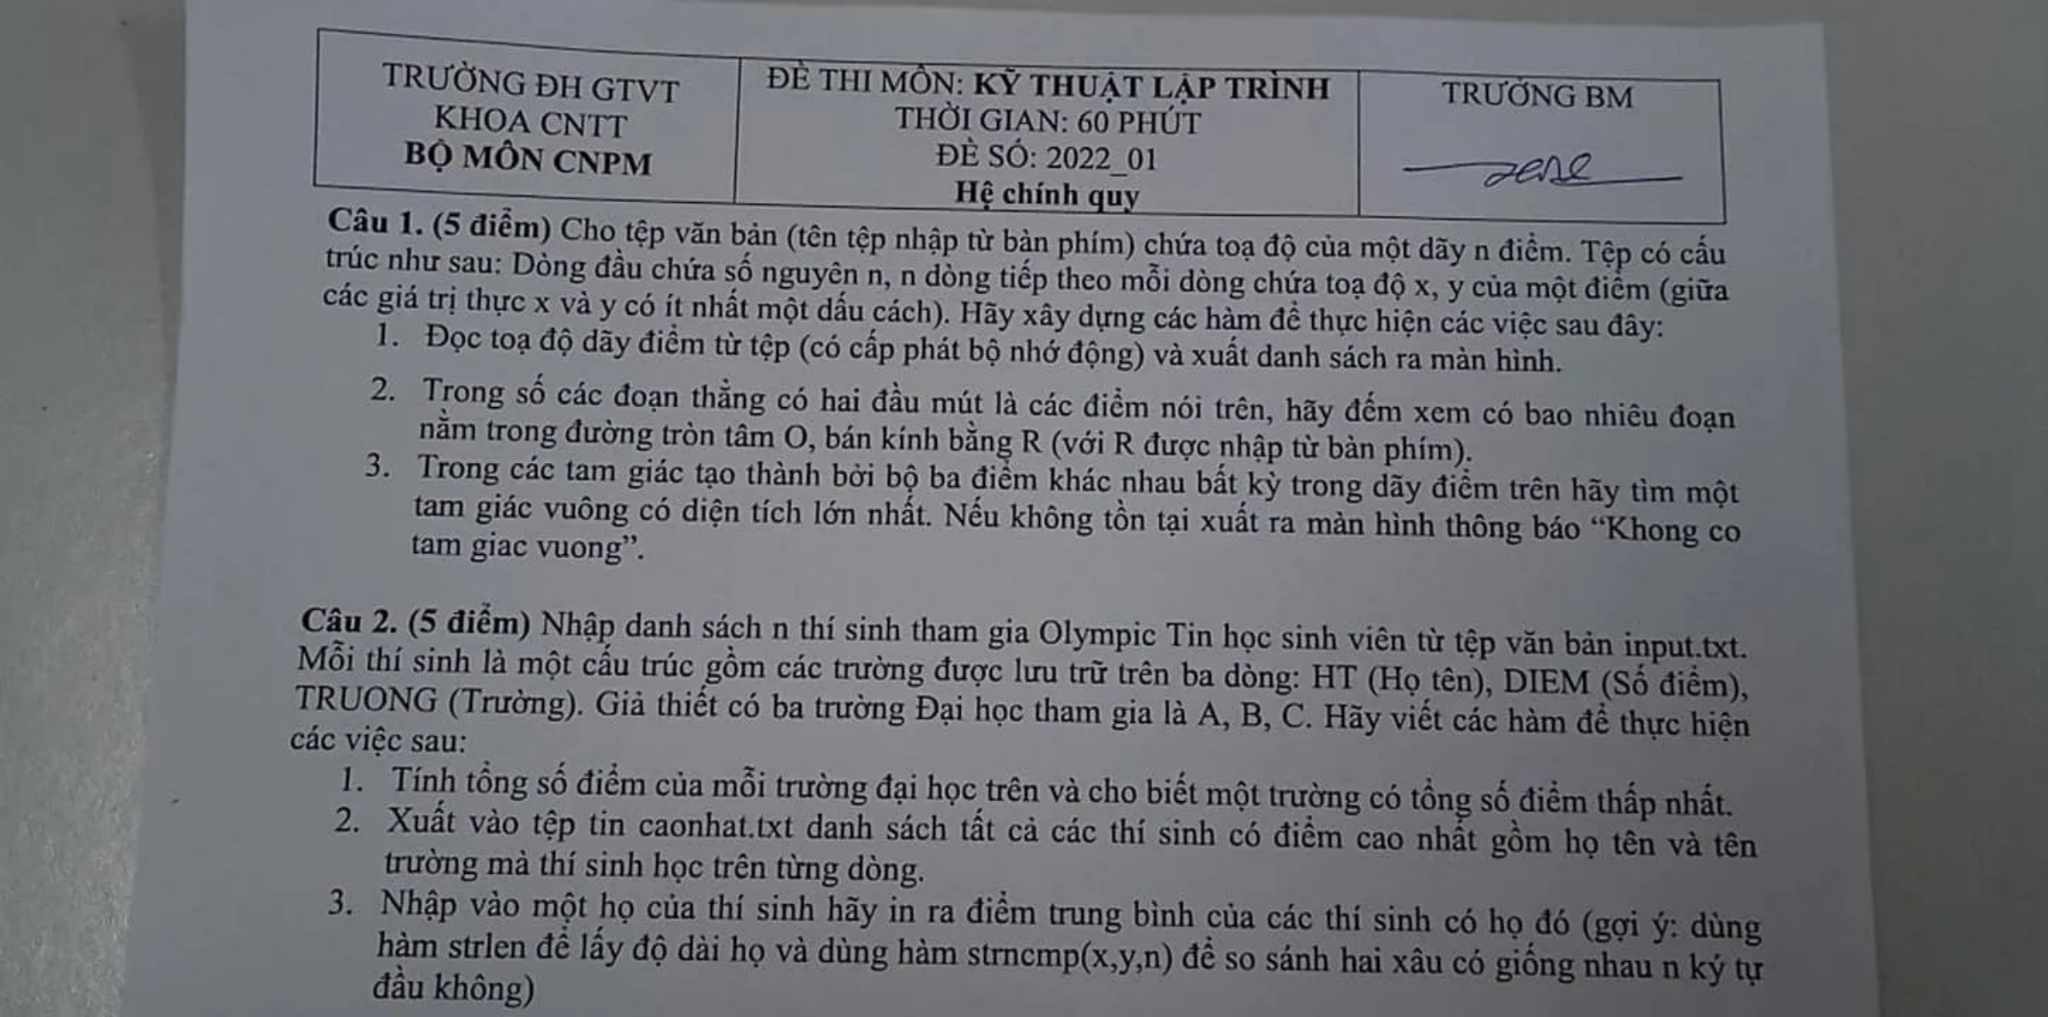 TRƯỜNG ĐH GTVT
KHOA CNTT
BỘ MÔN CNPM
ĐỀ THI MÔN: KỸ THUẬT LẬP TRÌNH
THỜI GIAN: 60 PHÚT
ĐỀ SỐ: 2022_01
Hệ chính quy
TRƯỞNG BM
Câu 1. (5 điểm) Cho tệp văn bản (tên tệp nhập từ bàn phím) chứa toạ độ của một dãy n điểm. Tệp có cấu
trúc như sau: Dòng đầu chứa số nguyên n, n dòng tiếp theo mỗi dòng chứa toạ độ x, y của một điểm (giữa
các giá trị thực x và y có ít nhất một dấu cách). Hãy xây dựng các hàm để thực hiện các việc sau đây:
1. Đọc toạ độ dãy điểm từ tệp (có cấp phát bộ nhớ động) và xuất danh sách ra màn hình.
2. Trong số các đoạn thẳng có hai đầu mút là các điểm nói trên, hãy đếm xem có bao nhiêu đoạn
nằm trong đường tròn tâm O, bán kính bằng R (với R được nhập từ bàn phím).
3. Trong các tam giác tạo thành bởi bộ ba điểm khác nhau bất kỳ trong dãy điểm trên hãy tìm một
tam giác vuông có diện tích lớn nhất. Nếu không tồn tại xuất ra màn hình thông báo “Khong co
tam giac vuong”.
Câu 2. (5 điểm) Nhập danh sách n thí sinh tham gia Olympic Tin học sinh viên từ tệp văn bản input.txt.
Mỗi thí sinh là một cấu trúc gồm các trường được lưu trữ trên ba dòng: HT (Họ tên), DIEM (Số điểm),
TRUONG (Trường). Giả thiết có ba trường Đại học tham gia là A, B, C. Hãy viết các hàm để thực hiện
các việc sau:
1. Tính tổng số điểm của mỗi trường đại học trên và cho biết một trường có tổng số điểm thấp nhất.
2. Xuất vào tệp tin caonhat.txt danh sách tất cả các thí sinh có điểm cao nhất gồm họ tên và tên
trường mà thí sinh học trên từng dòng.
3. Nhập vào một họ của thí sinh hãy in ra điểm trung bình của các thí sinh có họ đó (gợi ý: dùng
hàm strlen để lấy độ dài họ và dùng hàm strncmp(x,y,n) để so sánh hai xâu có giống nhau n ký tự
đầu không)